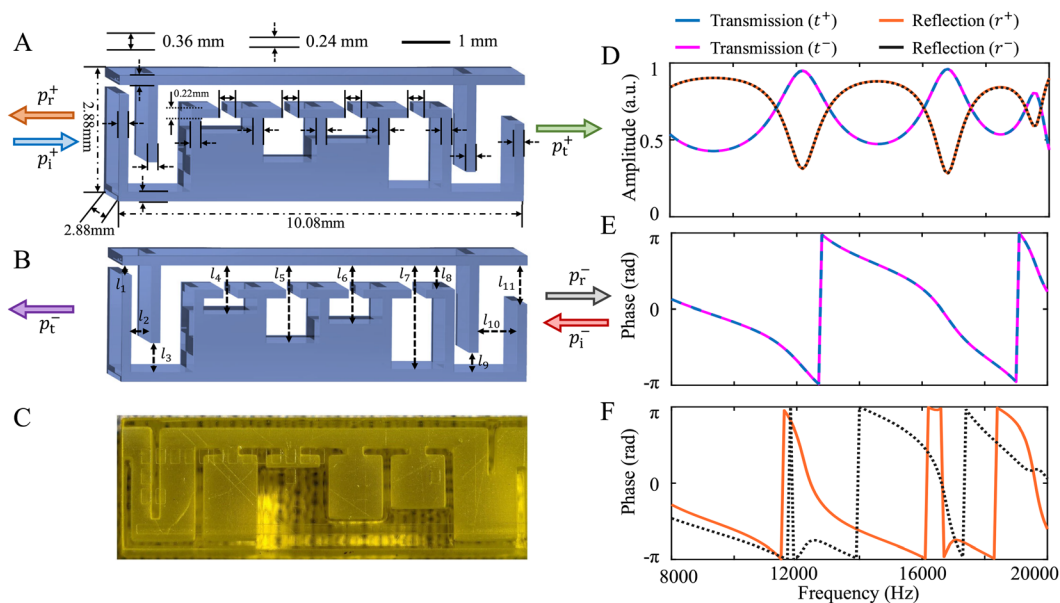 A
0.36 mm
0.24 mm
1 mm
0.22mm
2.88mm
2.88mm
10.08mm
p_r^+
p_i^+
p_t^+
B
l_1
l_2
l_3
l_4
l_5
l_6
l_7
l_8
l_9
l_10
l_11
p_t^-
p_r^-
p_i^-
C
Transmission (t^+)
Reflection (r^+)
Transmission (t^-)
Reflection (r^-)
D
Amplitude (a.u.)
1
0.5
0
E
Phase (rad)
π
0
-π
F
Phase (rad)
π
0
-π
8000 12000 16000 20000
Frequency (Hz)